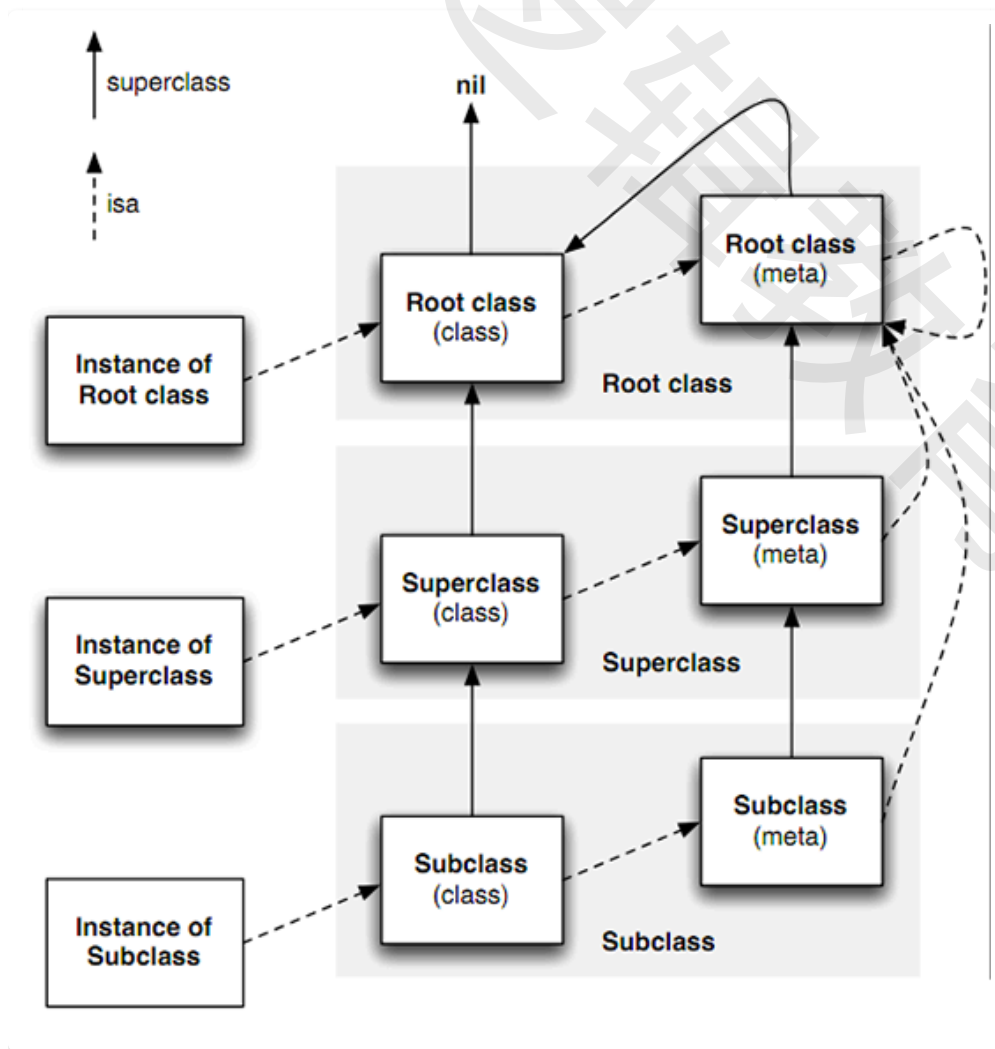 superclass
isa
nil
Root class
(meta)
Root class
(class)
Instance of
Root class
Root class
Superclass
(meta)
Superclass
(class)
Instance of
Superclass
Superclass
Subclass
(meta)
Subclass
(class)
Instance of
Subclass
Subclass